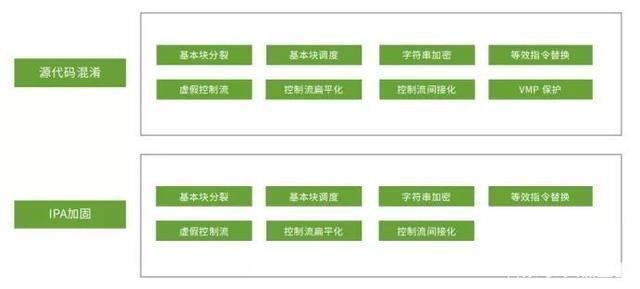 源代码混淆
基本块分裂
基本块调度
字符串加密
等效指令替换
虚假控制流
控制流扁平化
控制流间接化
VMP 保护
IPA加固
基本块分裂
基本块调度
字符串加密
等效指令替换
虚假控制流
控制流扁平化
控制流间接化